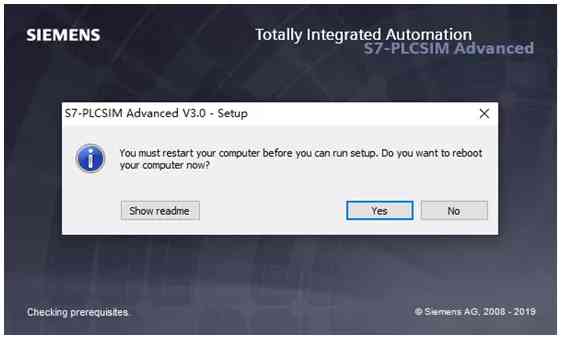 SIEMENS
Totally Integrated Automation
S7-PLCSIM Advanced
S7-PLCSIM Advanced V3.0 - Setup
You must restart your computer before you can run setup. Do you want to reboot
your computer now?
Show readme
Yes
No
Checking prerequisites.
© Siemens AG, 2008 - 2019